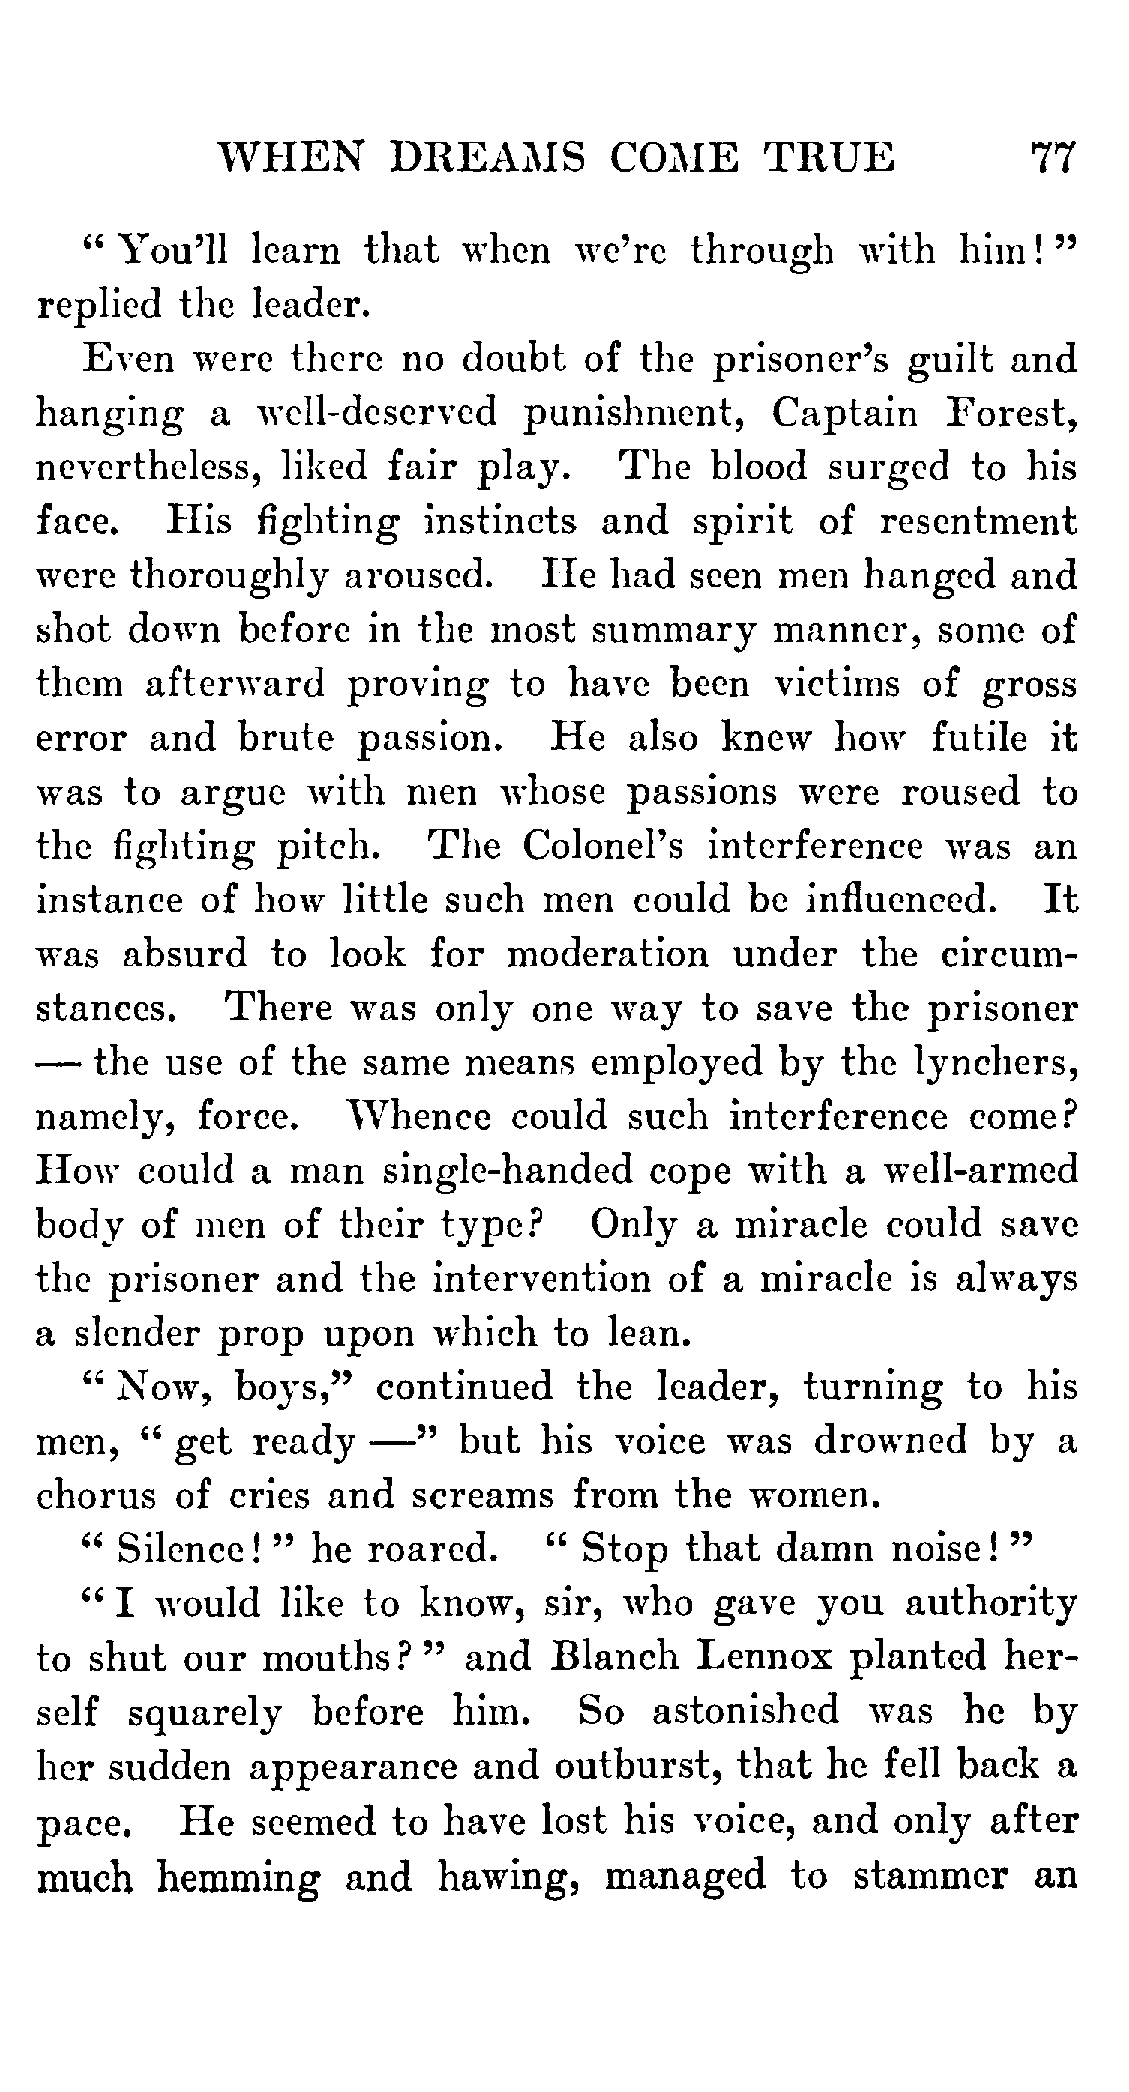 WHEN DREAMS COME TRUE 77
“ You’ll learn that when we’re through with him! ”
replied the leader.
Even were there no doubt of the prisoner’s guilt and
hanging a well-deserved punishment, Captain Forest,
nevertheless, liked fair play. The blood surged to his
face. His fighting instincts and spirit of resentment
were thoroughly aroused. He had seen men hanged and
shot down before in the most summary manner, some of
them afterward proving to have been victims of gross
error and brute passion. He also knew how futile it
was to argue with men whose passions were roused to
the fighting pitch. The Colonel’s interference was an
instance of how little such men could be influenced. It
was absurd to look for moderation under the circum-
stances. There was only one way to save the prisoner
— the use of the same means employed by the lynchers,
namely, force. Whence could such interference come?
How could a man single-handed cope with a well-armed
body of men of their type? Only a miracle could save
the prisoner and the intervention of a miracle is always
a slender prop upon which to lean.
“ Now, boys,” continued the leader, turning to his
men, “ get ready —” but his voice was drowned by a
chorus of cries and screams from the women.
“ Silence! ” he roared. “ Stop that damn noise! ”
“ I would like to know, sir, who gave you authority
to shut our mouths? ” and Blanch Lennox planted her-
self squarely before him. So astonished was he by
her sudden appearance and outburst, that he fell back a
pace. He seemed to have lost his voice, and only after
much hemming and hawing, managed to stammer an